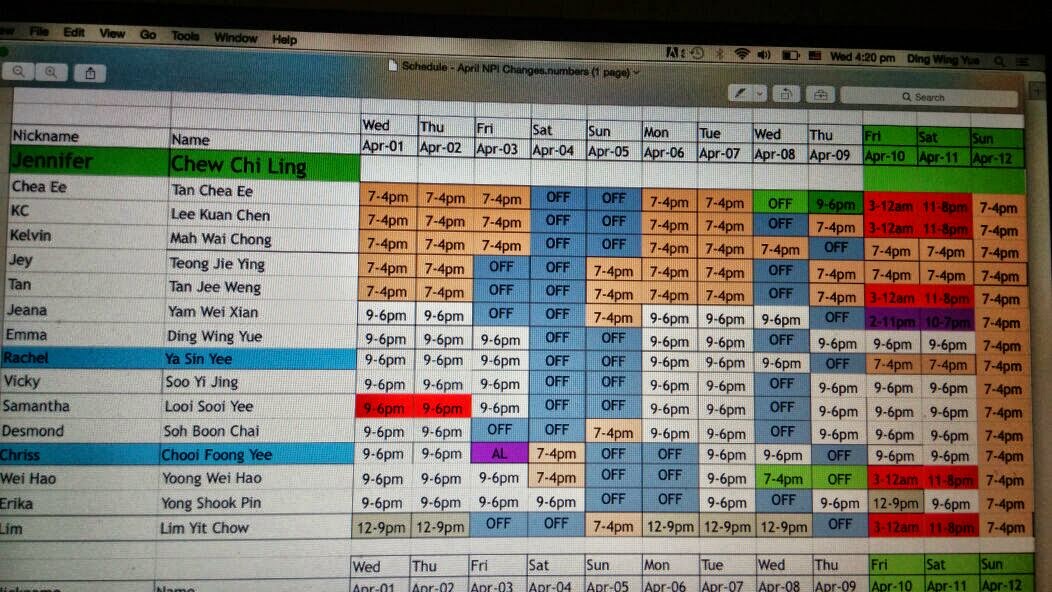 ew File Edit View Go Tools Window Help Wed 4:20 pm Ding Wing Yue
Schedule - April NPI Changes.numbers (1 page)
Search
Wed Thu Fri Sat Sun Mon Tue Wed Thu Fri Sat Sun
Nickname Name Apr-01 Apr-02 Apr-03 Apr-04 Apr-05 Apr-06 Apr-07 Apr-08 Apr-09 Apr-10 Apr-11 Apr-12
Jennifer Chew Chi Ling
Chea Ee Tan Chea Ee 7-4pm 7-4pm 7-4pm OFF OFF 7-4pm 7-4pm OFF 9-6pm 3-12am 11-8pm 7-4pm
KC Lee Kuan Chen 7-4pm 7-4pm 7-4pm OFF OFF 7-4pm 7-4pm OFF 7-4pm 3-12am 11-8pm 7-4pm
Kelvin Mah Wai Chong 7-4pm 7-4pm 7-4pm OFF OFF 7-4pm 7-4pm 7-4pm OFF 7-4pm 7-4pm 7-4pm
Jey Teong Jie Ying 7-4pm 7-4pm OFF OFF 7-4pm 7-4pm 7-4pm OFF 7-4pm 7-4pm 7-4pm 7-4pm
Tan Tan Jee Weng 7-4pm 7-4pm OFF OFF 7-4pm 7-4pm 7-4pm OFF 7-4pm 3-12am 11-8pm 7-4pm
Jeana Yam Wei Xian 9-6pm 9-6pm OFF OFF 7-4pm 9-6pm 9-6pm 9-6pm OFF 2-11pm 10-7pm 7-4pm
Emma Ding Wing Yue 9-6pm 9-6pm 9-6pm OFF OFF 9-6pm 9-6pm OFF 9-6pm 9-6pm 9-6pm 7-4pm
Rachel Ya Sin Yee 9-6pm 9-6pm 9-6pm OFF OFF 9-6pm 9-6pm 9-6pm OFF 7-4pm 7-4pm 7-4pm
Vicky Soo Yi Jing 9-6pm 9-6pm 9-6pm OFF OFF 9-6pm 9-6pm OFF 9-6pm 9-6pm 9-6pm 7-4pm
Samantha Looi Sooi Yee 9-6pm 9-6pm 9-6pm OFF OFF 9-6pm 9-6pm OFF 9-6pm 9-6pm 9-6pm 7-4pm
Desmond Soh Boon Chai 9-6pm 9-6pm OFF OFF 7-4pm 9-6pm 9-6pm OFF 9-6pm 9-6pm 9-6pm 7-4pm
Chriss Chooi Foong Yee 9-6pm 9-6pm AL 7-4pm OFF OFF 9-6pm 9-6pm OFF 9-6pm 9-6pm 7-4pm
Wei Hao Yoong Wei Hao 9-6pm 9-6pm 9-6pm 7-4pm OFF OFF 9-6pm 7-4pm OFF 3-12am 11-8pm 7-4pm
Erika Yong Shook Pin 9-6pm 9-6pm 9-6pm 9-6pm OFF OFF 9-6pm OFF 9-6pm 12-9pm 9-6pm 7-4pm
Lim Lim Yit Chow 12-9pm 12-9pm OFF OFF 7-4pm 12-9pm 12-9pm 12-9pm OFF 3-12am 11-8pm 7-4pm
Wed Thu Fri Sat Sun Mon Tue Wed Thu Fri Sat Sun
Nickname Name Apr-01 Apr-02 Apr-03 Apr-04 Apr-05 Apr-06 Apr-07 Apr-08 Apr-09 Apr-10 Apr-11 Apr-12